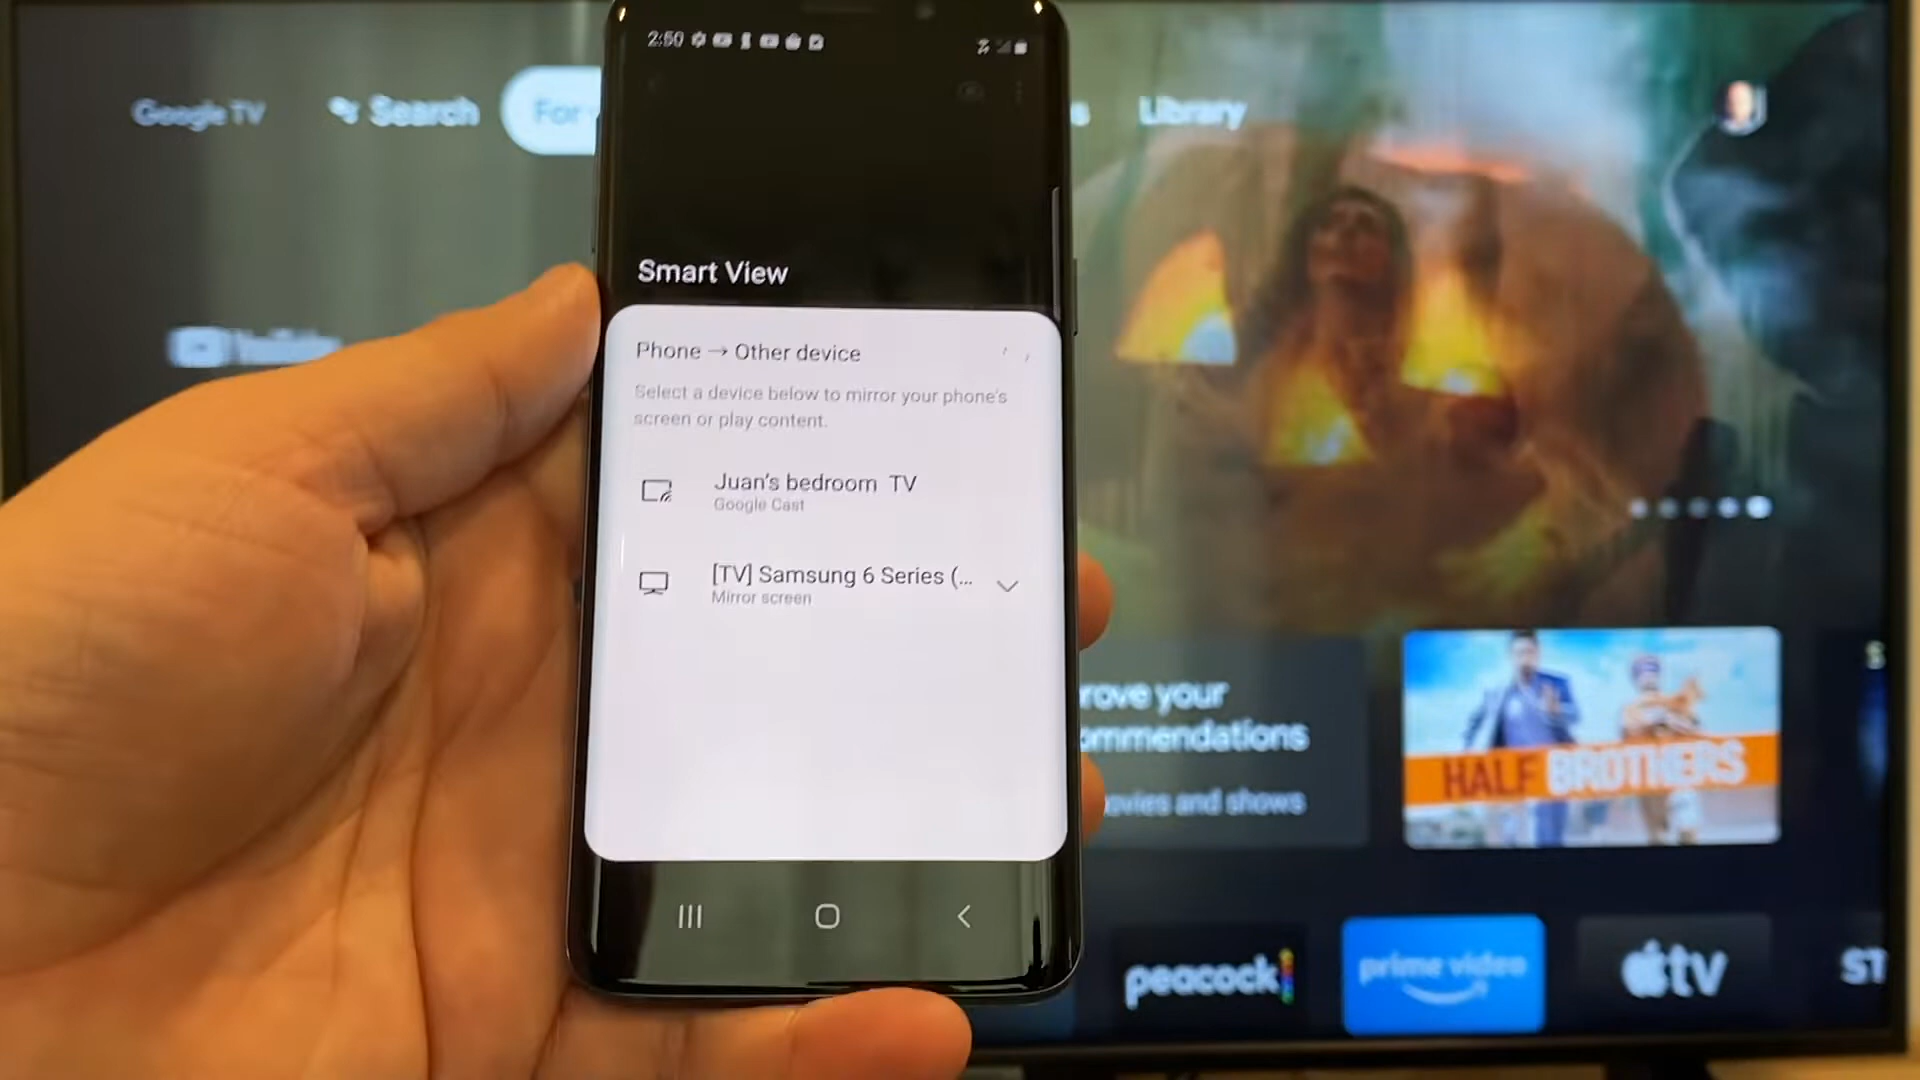 2:50
Google TV
Search
For
Library
Smart View
Phone → Other device
Select a device below to mirror your phone's
screen or play content.
Juan's bedroom TV
Google Cast
[TV] Samsung 6 Series (...
Mirror screen
YouTube
rove your
ommendations
ovies and shows
HALF BROTHERS
peacock
prime video
tv
ST